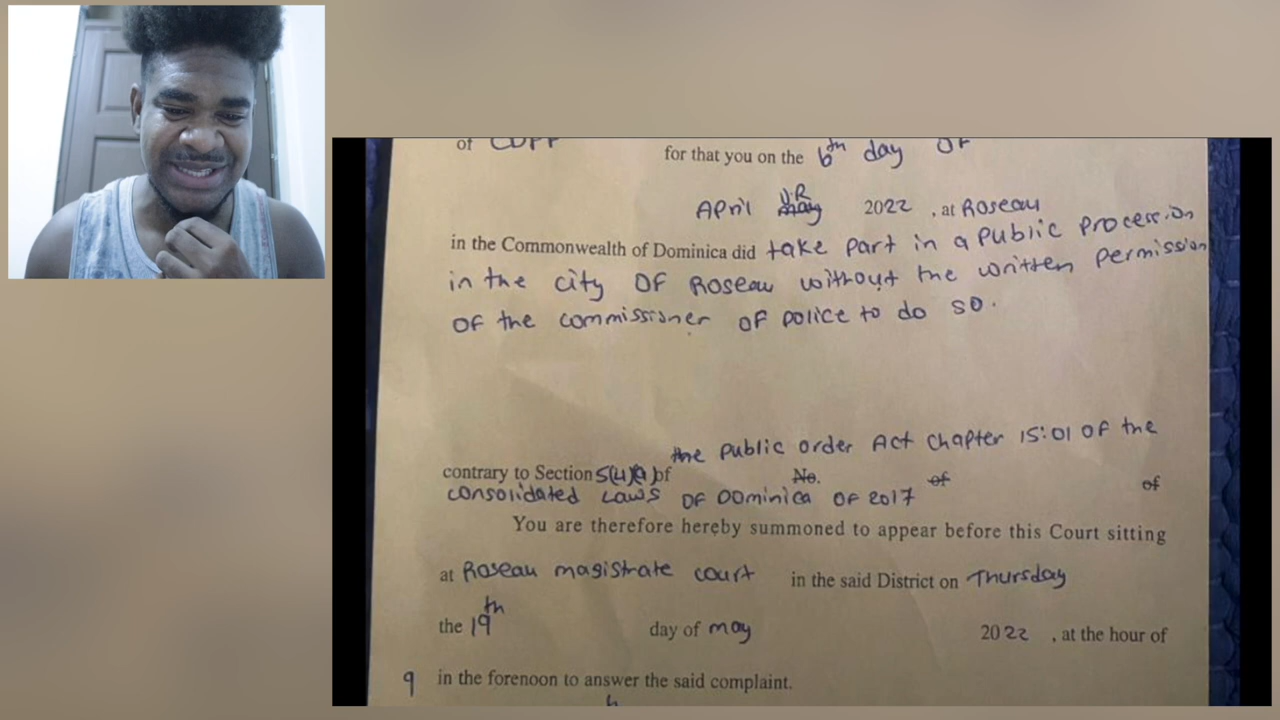 of for that you on the 6th day OF
April may J.R 2022 , at Roseau
in the Commonwealth of Dominica did take part in a public procession
in the city OF Roseau without the written permission
OF the commissioner OF police to do so.
the public order Act chapter 15:01 OF the
contrary to Section of No. of of
consolidated Laws OF Dominica OF 2017
You are therefore hereby summoned to appear before this Court sitting
at Roseau magistrate court in the said District on Thursday
the 19th day of may 2022 , at the hour of
9 in the forenoon to answer the said complaint.